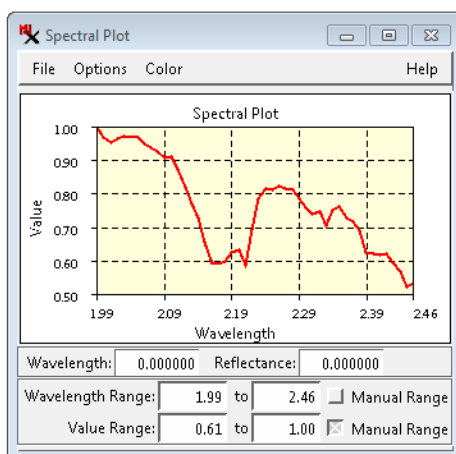 Spectral Plot
File Options Color Help
Spectral Plot
1.00
0.90
0.80
0.70
0.60
0.50
Value
1.99 2.09 2.19 2.29 2.39 2.46
Wavelength
Wavelength: 0.000000 Reflectance: 0.000000
Wavelength Range: 1.99 to 2.46 Manual Range
Value Range: 0.61 to 1.00 Manual Range